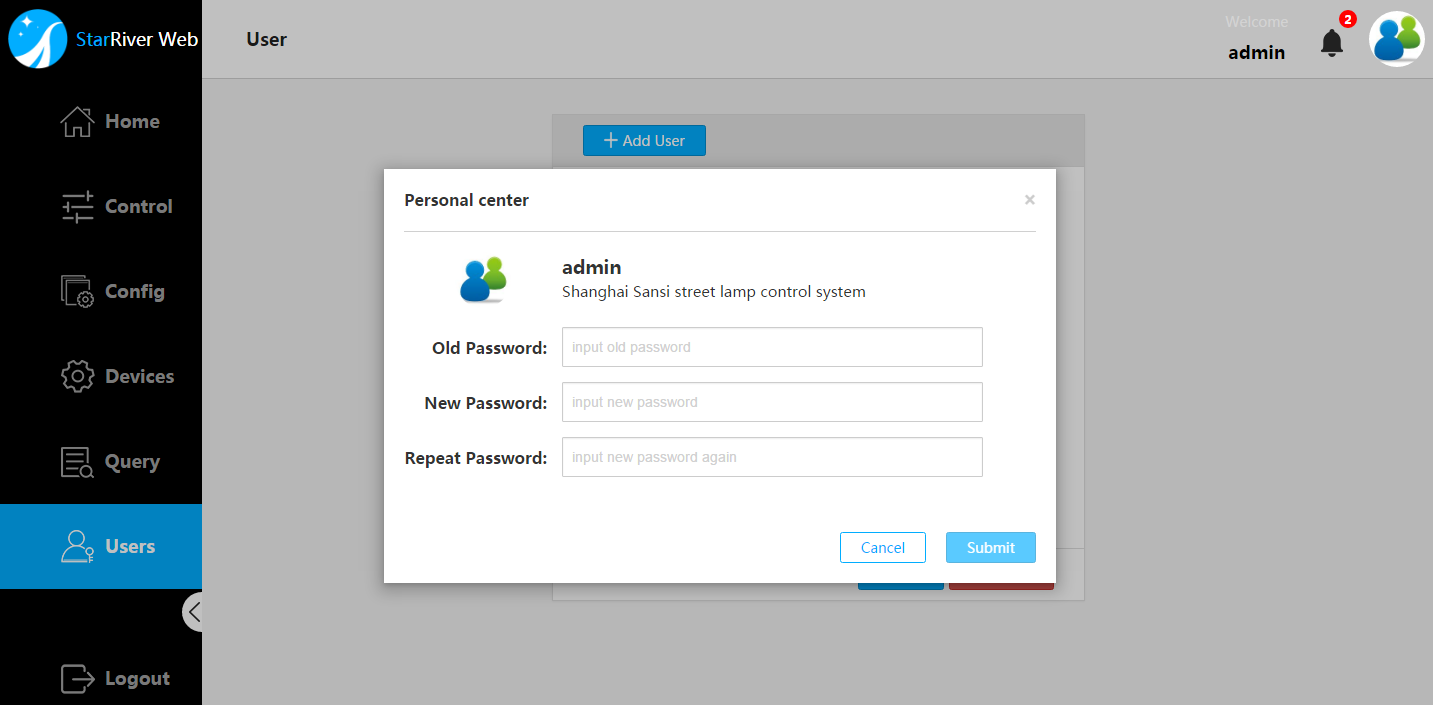 StarRiver Web
User
Welcome
admin
2
Home
Control
Config
Devices
Query
Users
Logout
Add User
Personal center
×
admin
Shanghai Sansi street lamp control system
Old Password:
input old password
New Password:
input new password
Repeat Password:
input new password again
Cancel
Submit